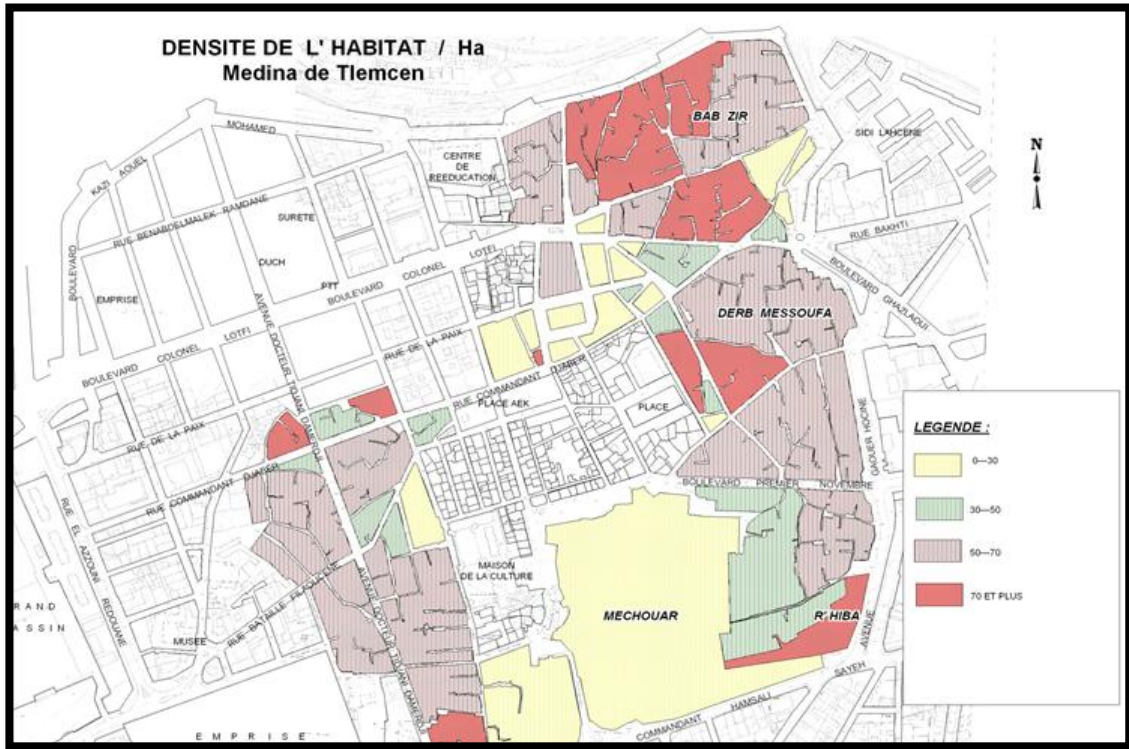 DENSITE DE L' HABITAT / Ha
Medina de Tlemcen
MOHAMED
BAB ZIR
SIDI LAHCENE
N
CENTRE
DE
REEDUCATION
KAZI AOUEL
BOULEVARD
RUE BENABDELMALEK RAMDANE
SURETE
RUE BAKHTI
DUCH
PTT
BOULEVARD COLONEL LOTFI
BOULEVARD GHAZLAOUI
EMPRISE
AVENUE DOCTEUR TIDJANI DAMERDJI
DERB MESSOUFA
BOULEVARD COLONEL LOTFI
RUE DE LA PAIX
RUE COMMANDANT DJABER
PLACE AEK
PLACE
GAOUER HOCINE
LEGENDE :
0—30
30—50
50—70
70 ET PLUS
RUE DE LA PAIX
RUE COMMANDANT DJABER
BOULEVARD PREMIER NOVEMBRE
RUE EL AZZOUNI REDOUANE
MAISON
DE LA CULTURE
MECHOUAR
R' HIBA
AVENUE
RAND
ASSIN
MUSEE
RUE BATAILLE
AVENUE DOCTEUR TIDJANI DAMERDJI
COMMANDANT HAMSALI SAYEH
EMPRISE